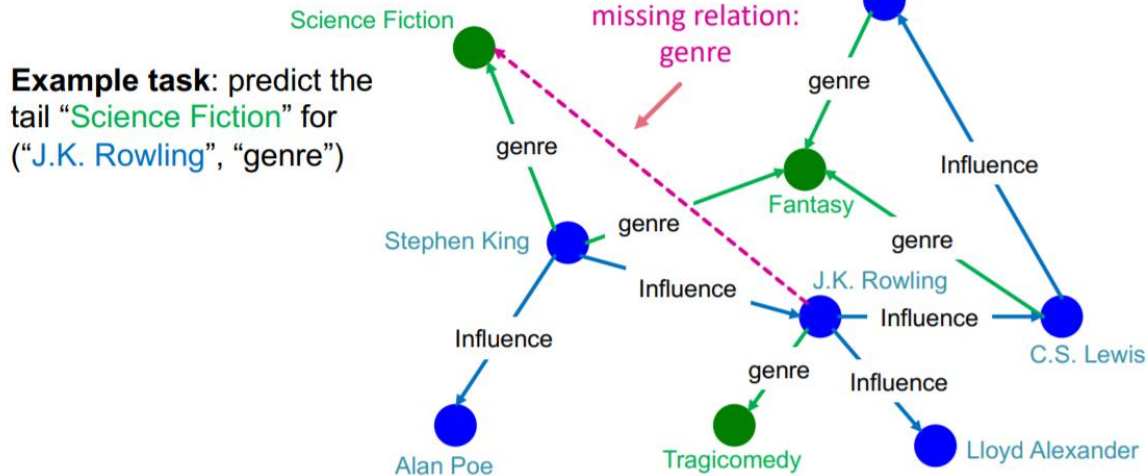 Science Fiction
missing relation:
genre
Example task: predict the
tail “Science Fiction” for
(“J.K. Rowling”, “genre”)
genre
genre
Influence
Fantasy
genre
genre
Stephen King
J.K. Rowling
Influence
Influence
C.S. Lewis
Influence
genre
Influence
Alan Poe
Tragicomedy
Lloyd Alexander